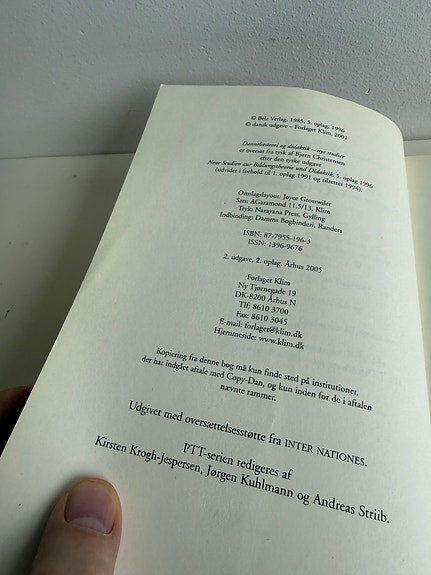 © Belz Verlag, 1985, 5. oplag, 1996
© dansk udgave – Forlaget Klim, 2001
Dannelsesteori og didaktik – nye studier
er oversat fra tysk af Bjørn Christensen
efter den tyske udgave
Neue Studien zur Bildungstheorie und Didaktik, 5. oplag 1996
(udvidet i forhold til 1. oplag 1991 og tilrettet 1994).
Omslagslayout: Joyce Grosswiler
Sats: AGaramond 11,5/13, Klim
Tryk: Narayana Press, Gylling
Indbinding: Damms Bogbinderi, Randers
ISBN: 87-7955-196-3
ISSN: 1396-9676
2. udgave, 2. oplag, Århus 2005
Forlaget Klim
Ny Tjørnegade 19
DK-8200 Århus N
Tlf: 8610 3700
Fax: 8610 3045
E-mail: forlaget@klim.dk
Hjemmeside: www.klim.dk
Kopiering fra denne bog må kun finde sted på institutioner,
der har indgået aftale med Copy-Dan, og kun inden for de i aftalen
nævnte rammer.
Udgivet med oversættelsesstøtte fra INTER NATIONES.
PTT-serien redigeres af
Kirsten Krogh-Jespersen, Jørgen Kuhlmann og Andreas Striib.